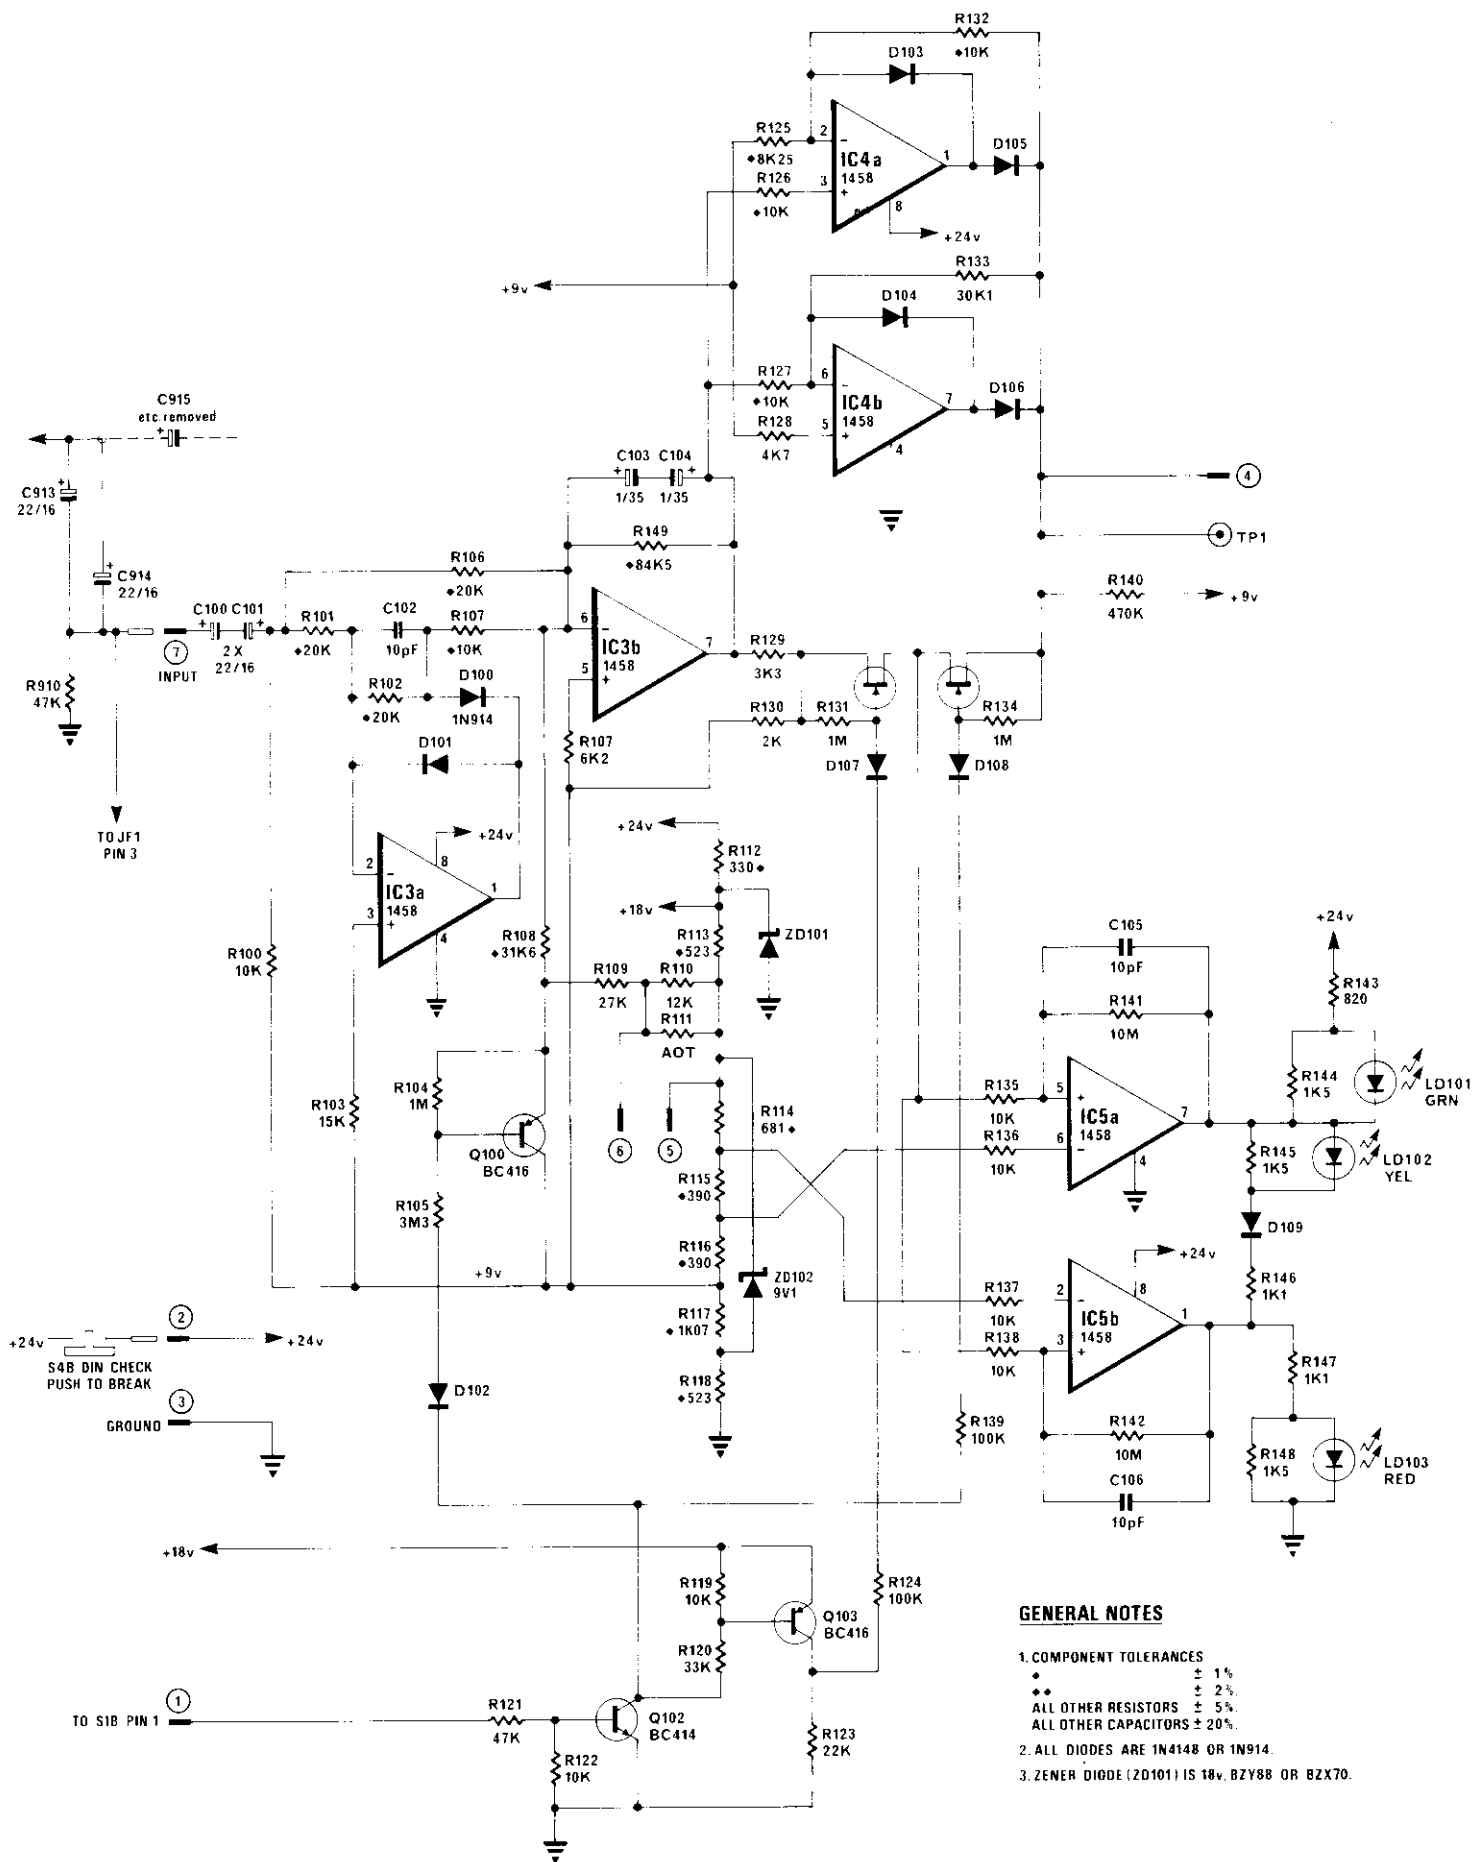 R132
◆10K
D103
R125
◆8K25
2
−
IC4a
1458
1
D105
R126
◆10K
3
+
8
+24v
+9v
R133
30K1
D104
R127
◆10K
6
−
IC4b
1458
7
D106
R128
4K7
5
+
4
C915
etc. removed
+
C913
22/16
+
C914
22/16
+
C103
C104
+
+
1/35
1/35
4
TP1
R149
◆84K5
R106
◆20K
R140
470K
+9v
C100
C101
+
+
2 X
22/16
R101
◆20K
C102
10pF
R107
◆10K
6
−
IC3b
1458
7
5
+
R129
3K3
7
INPUT
R910
47K
R102
◆20K
D100
1N914
R107
6K2
R130
2K
R131
1M
R134
1M
D101
D107
D108
TO JF1
PIN 3
+24v
+24v
R112
330◆
2
−
IC3a
1458
8
1
3
+
4
+18v
ZD101
R113
◆523
R100
10K
R108
◆31K6
R109
27K
R110
12K
R111
AOT
C105
10pF
R141
10M
+24v
R143
820
R144
1K5
LD101
GRN
R103
15K
R104
1M
Q100
BC416
6
5
R114
681◆
R135
10K
5
+
IC5a
1458
7
R136
10K
6
−
4
R145
1K5
LD102
YEL
R105
3M3
R115
◆390
D109
+9v
R116
◆390
ZD102
9V1
+24v
R146
1K1
R117
◆1K07
R137
10K
2
−
IC5b
1458
8
1
R138
10K
3
+
2
+24v
+24v
S4B DIN CHECK
PUSH TO BREAK
3
GROUND
D102
R118
◆523
R139
100K
R147
1K1
R142
10M
C106
10pF
R148
1K5
LD103
RED
+18v
R119
10K
R124
100K
Q103
BC416
R120
33K
1
TO S1B PIN 1
R121
47K
Q102
BC414
R122
10K
R123
22K
GENERAL NOTES
1. COMPONENT TOLERANCES
◆ ± 1%
◆◆ ± 2%.
ALL OTHER RESISTORS ± 5%.
ALL OTHER CAPACITORS ± 20%.
2. ALL DIODES ARE 1N4148 OR 1N914.
3. ZENER DIODE (ZD101) IS 18v, BZY88 OR BZX70.